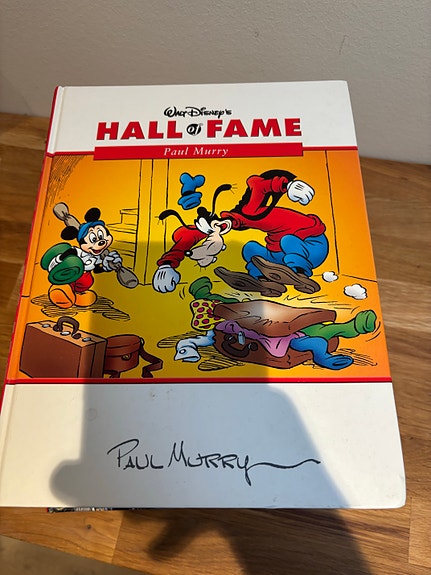 Walt Disney's
HALL of FAME
Paul Murry
PAUL MURRY